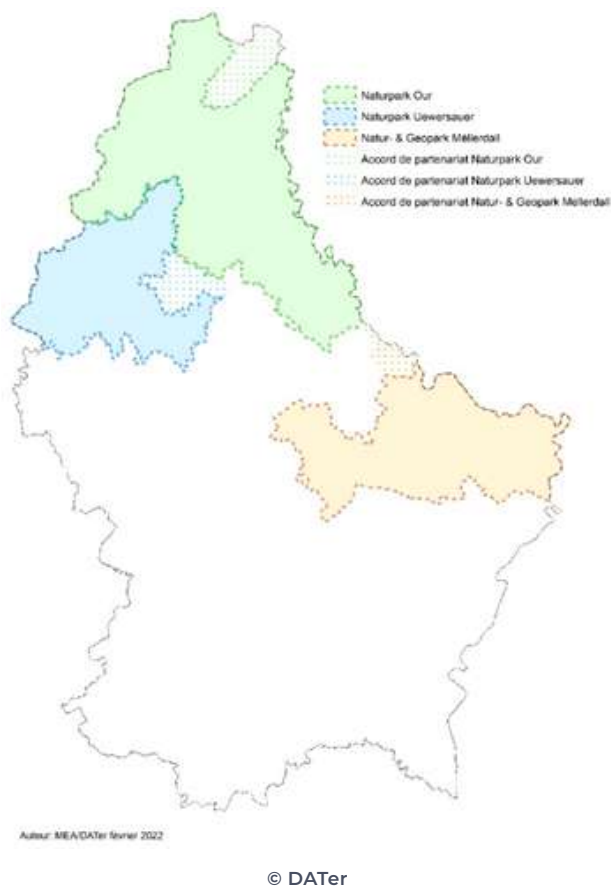 Naturpark Our
Naturpark Uewersauer
Natur- & Geopark Mëllerdall
Accord de partenariat Naturpark Our
Accord de partenariat Naturpark Uewersauer
Accord de partenariat Natur- & Geopark Mellerdall
Auteur: MEA/DATer février 2022
© DATer